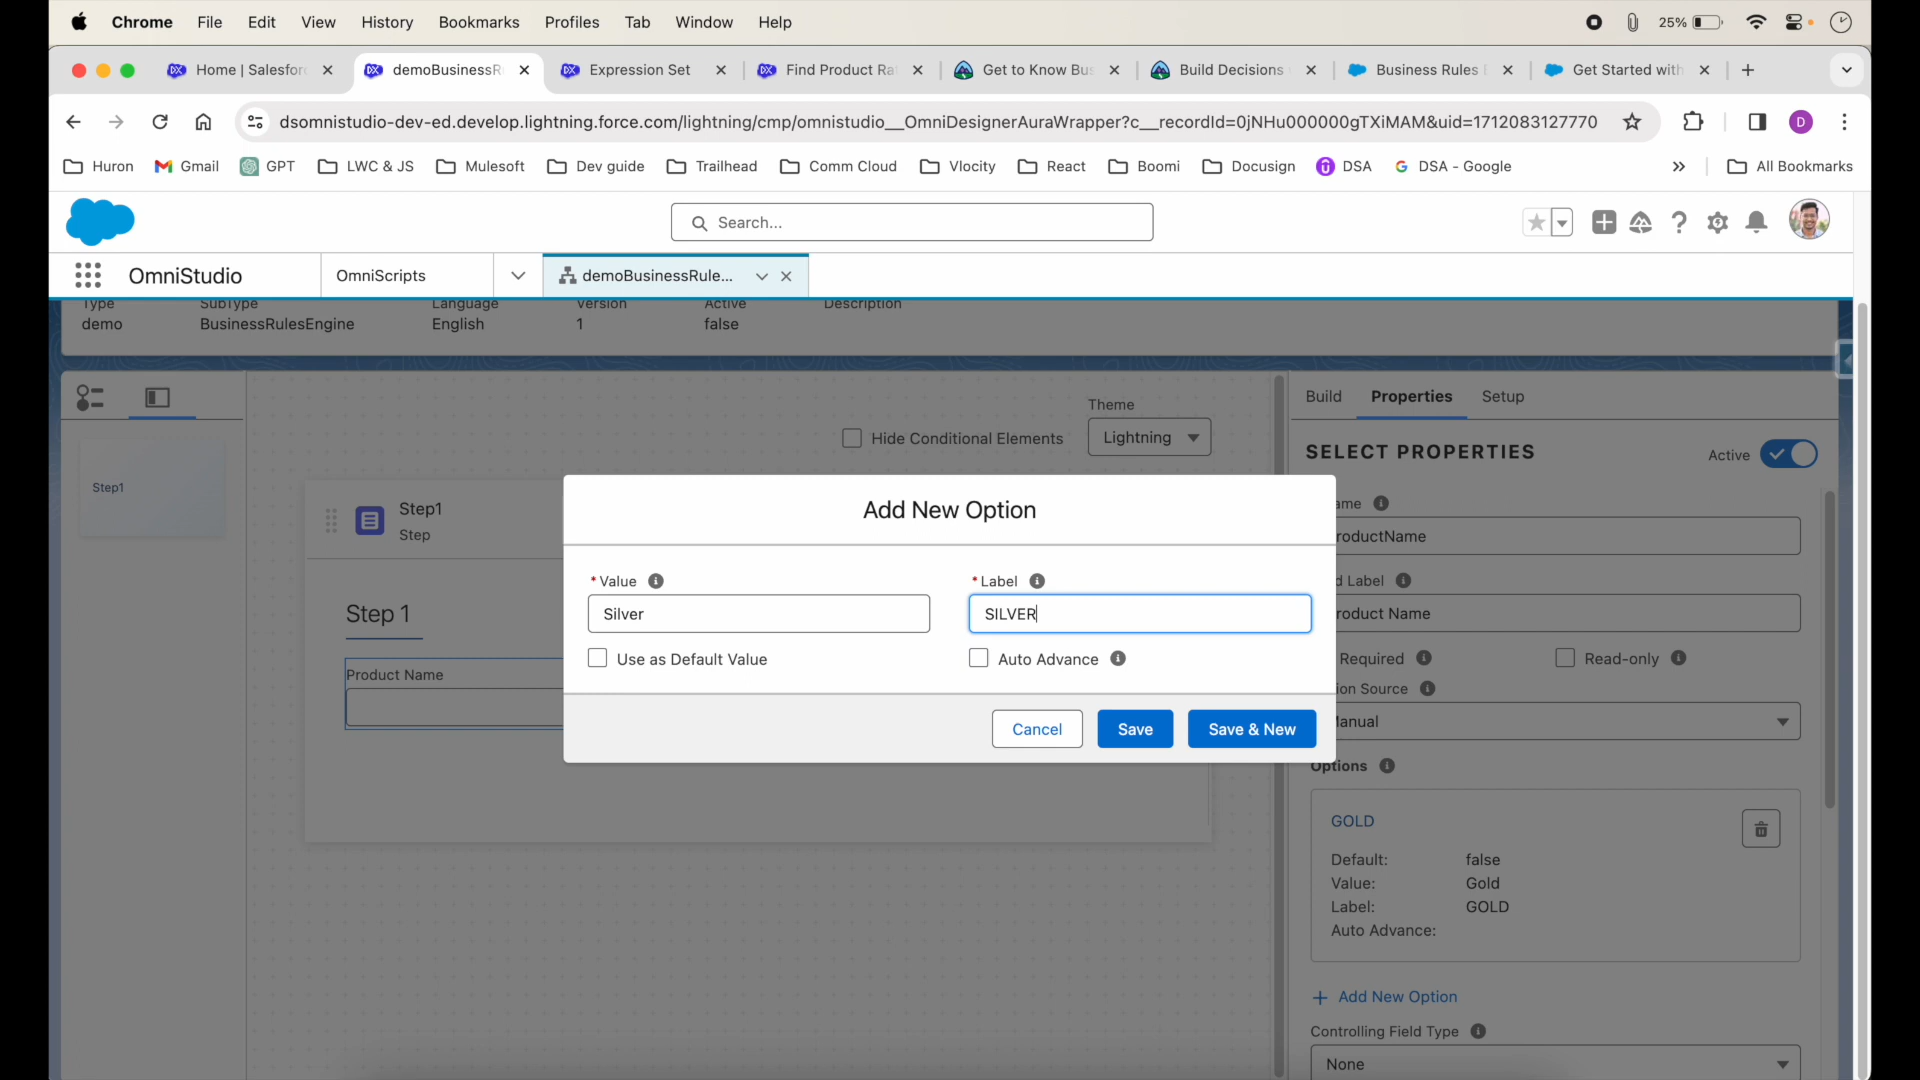 Chrome File Edit View History Bookmarks Profiles Tab Window Help 25%
Home | Salesforc demoBusinessR Expression Set Find Product Ra Get to Know Bus Build Decisions Business Rules Get Started with
dsomnistudio-dev-ed.develop.lightning.force.com/lightning/cmp/omnistudio__OmniDesignerAuraWrapper?c__recordId=0jNHu000000gTXiMAM&uid=1712083127770 D
Huron Gmail GPT LWC & JS Mulesoft Dev guide Trailhead Comm Cloud Vlocity React Boomi Docusign DSA DSA - Google » All Bookmarks
Search...
OmniStudio OmniScripts demoBusinessRule...
Type SubType Language Version Active Description
demo BusinessRulesEngine English 1 false
Build Properties Setup
Theme
Hide Conditional Elements Lightning
SELECT PROPERTIES Active
Step1
Step1
Step
Step 1
Product Name
Add New Option
*Value
Silver
*Label
SILVER
Use as Default Value
Auto Advance
Cancel Save Save & New
ame
roductName
d Label
roduct Name
Required Read-only
ion Source
Manual
Options
GOLD
Default: false
Value: Gold
Label: GOLD
Auto Advance:
+ Add New Option
Controlling Field Type
None